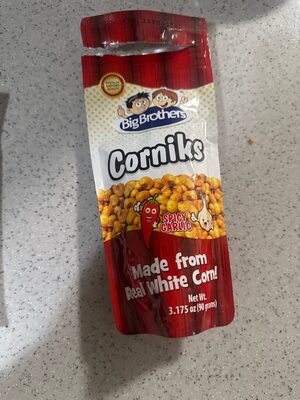 Big Brothers
Corniks
SPICY
GARLIC
Made from
Real White Corn!
Net Wt.
3.175 oz (90 grams)